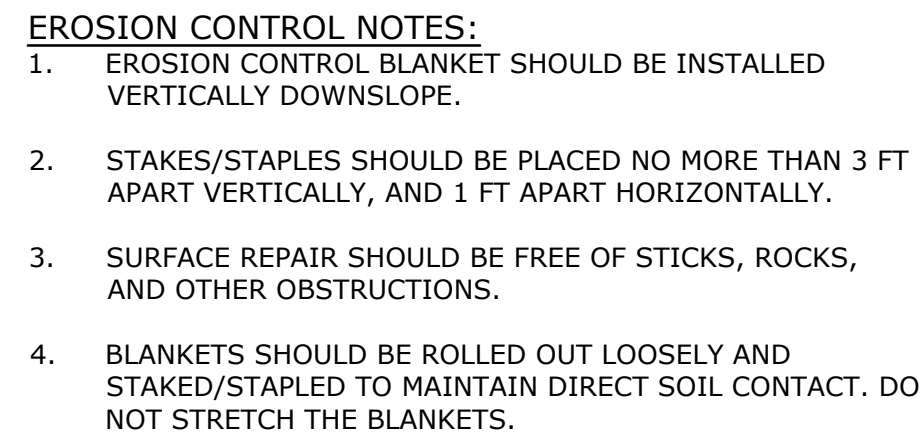 EROSION CONTROL NOTES:
1. EROSION CONTROL BLANKET SHOULD BE INSTALLED
VERTICALLY DOWNSLOPE.
2. STAKES/STAPLES SHOULD BE PLACED NO MORE THAN 3 FT
APART VERTICALLY, AND 1 FT APART HORIZONTALLY.
3. SURFACE REPAIR SHOULD BE FREE OF STICKS, ROCKS,
AND OTHER OBSTRUCTIONS.
4. BLANKETS SHOULD BE ROLLED OUT LOOSELY AND
STAKED/STAPLED TO MAINTAIN DIRECT SOIL CONTACT. DO
NOT STRETCH THE BLANKETS.